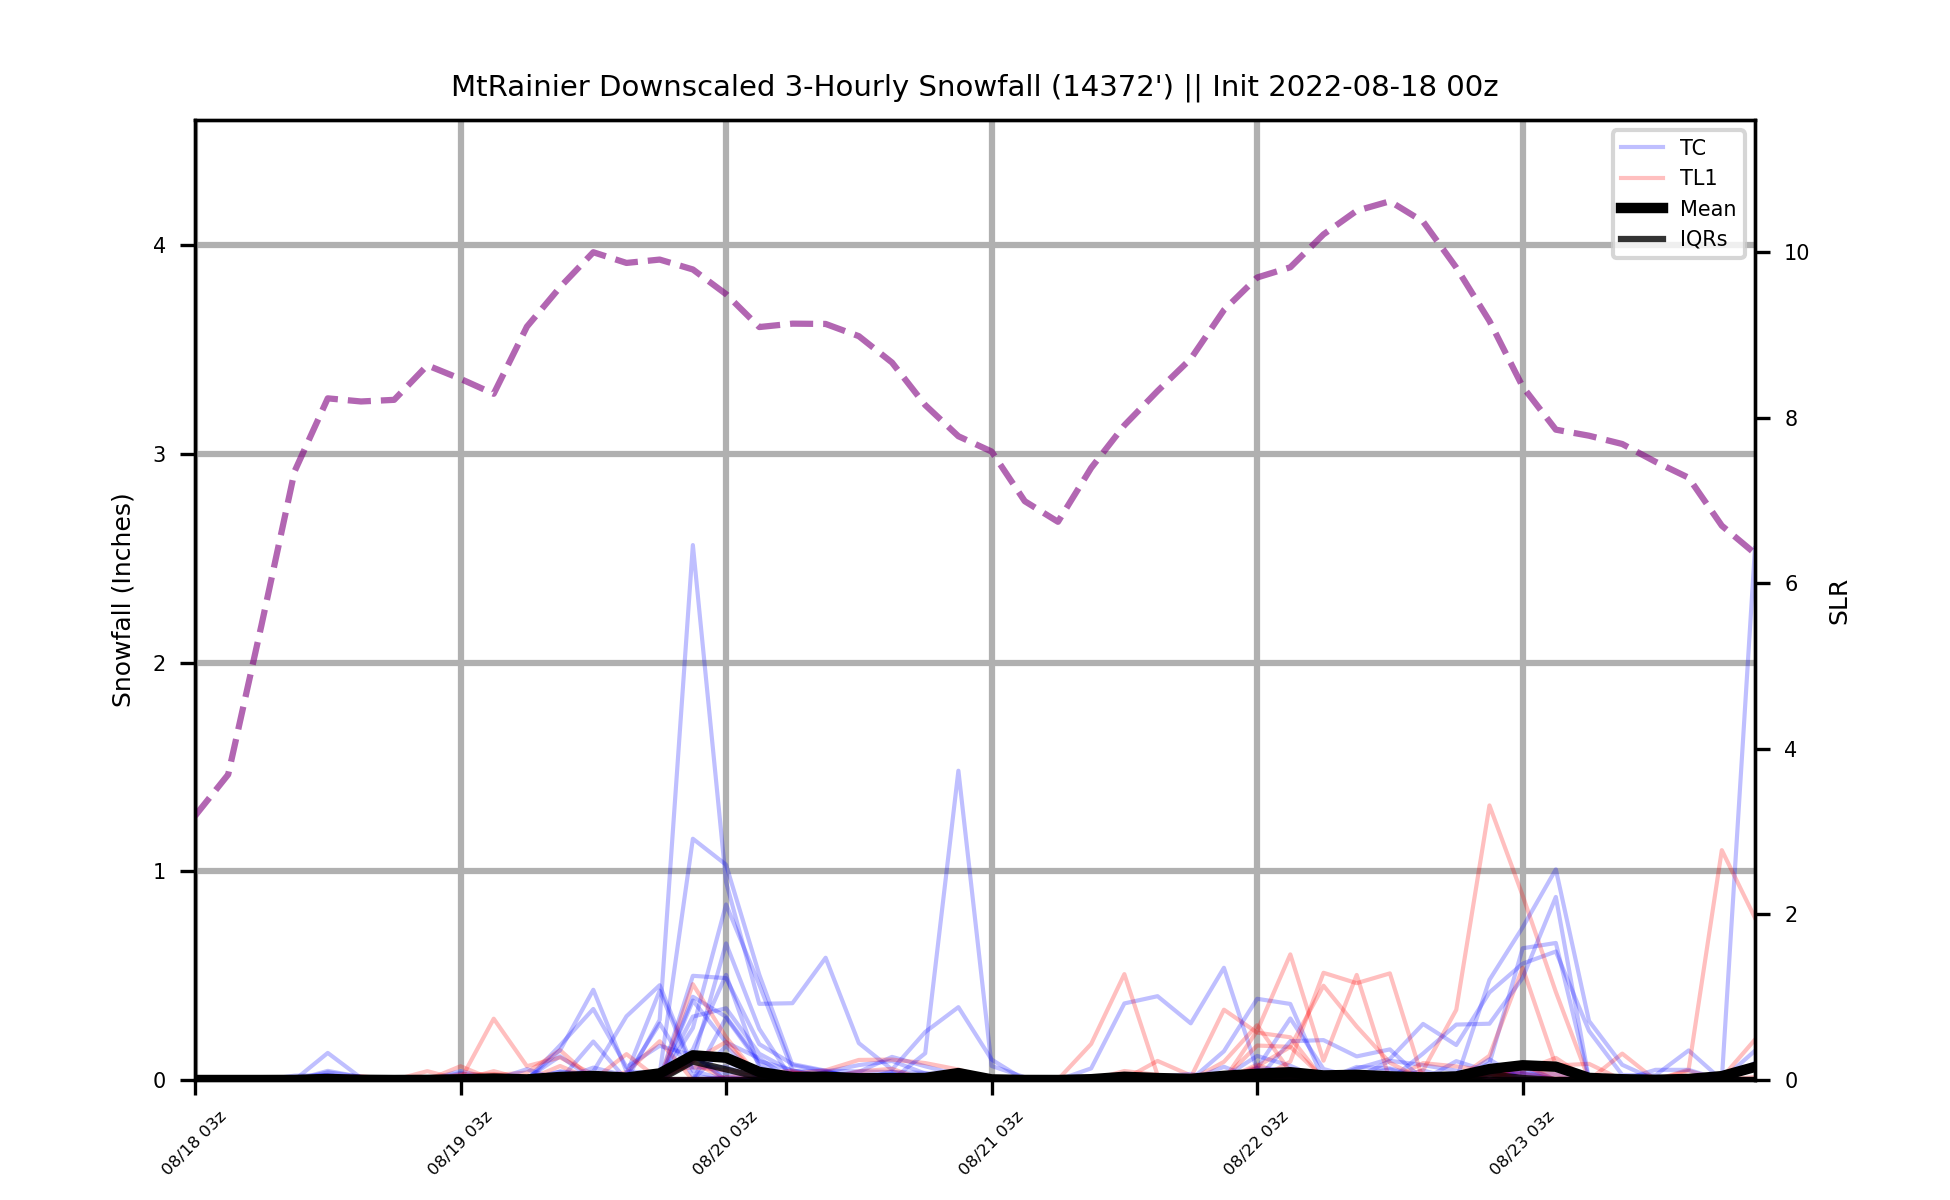 MtRainier Downscaled 3-Hourly Snowfall (14372') || Init 2022-08-18 00z
TC
TL1
Mean
IQRs
Snowfall (Inches)
4
3
2
1
0
SLR
10
8
6
4
2
0
08/18 03z
08/19 03z
08/20 03z
08/21 03z
08/22 03z
08/23 03z